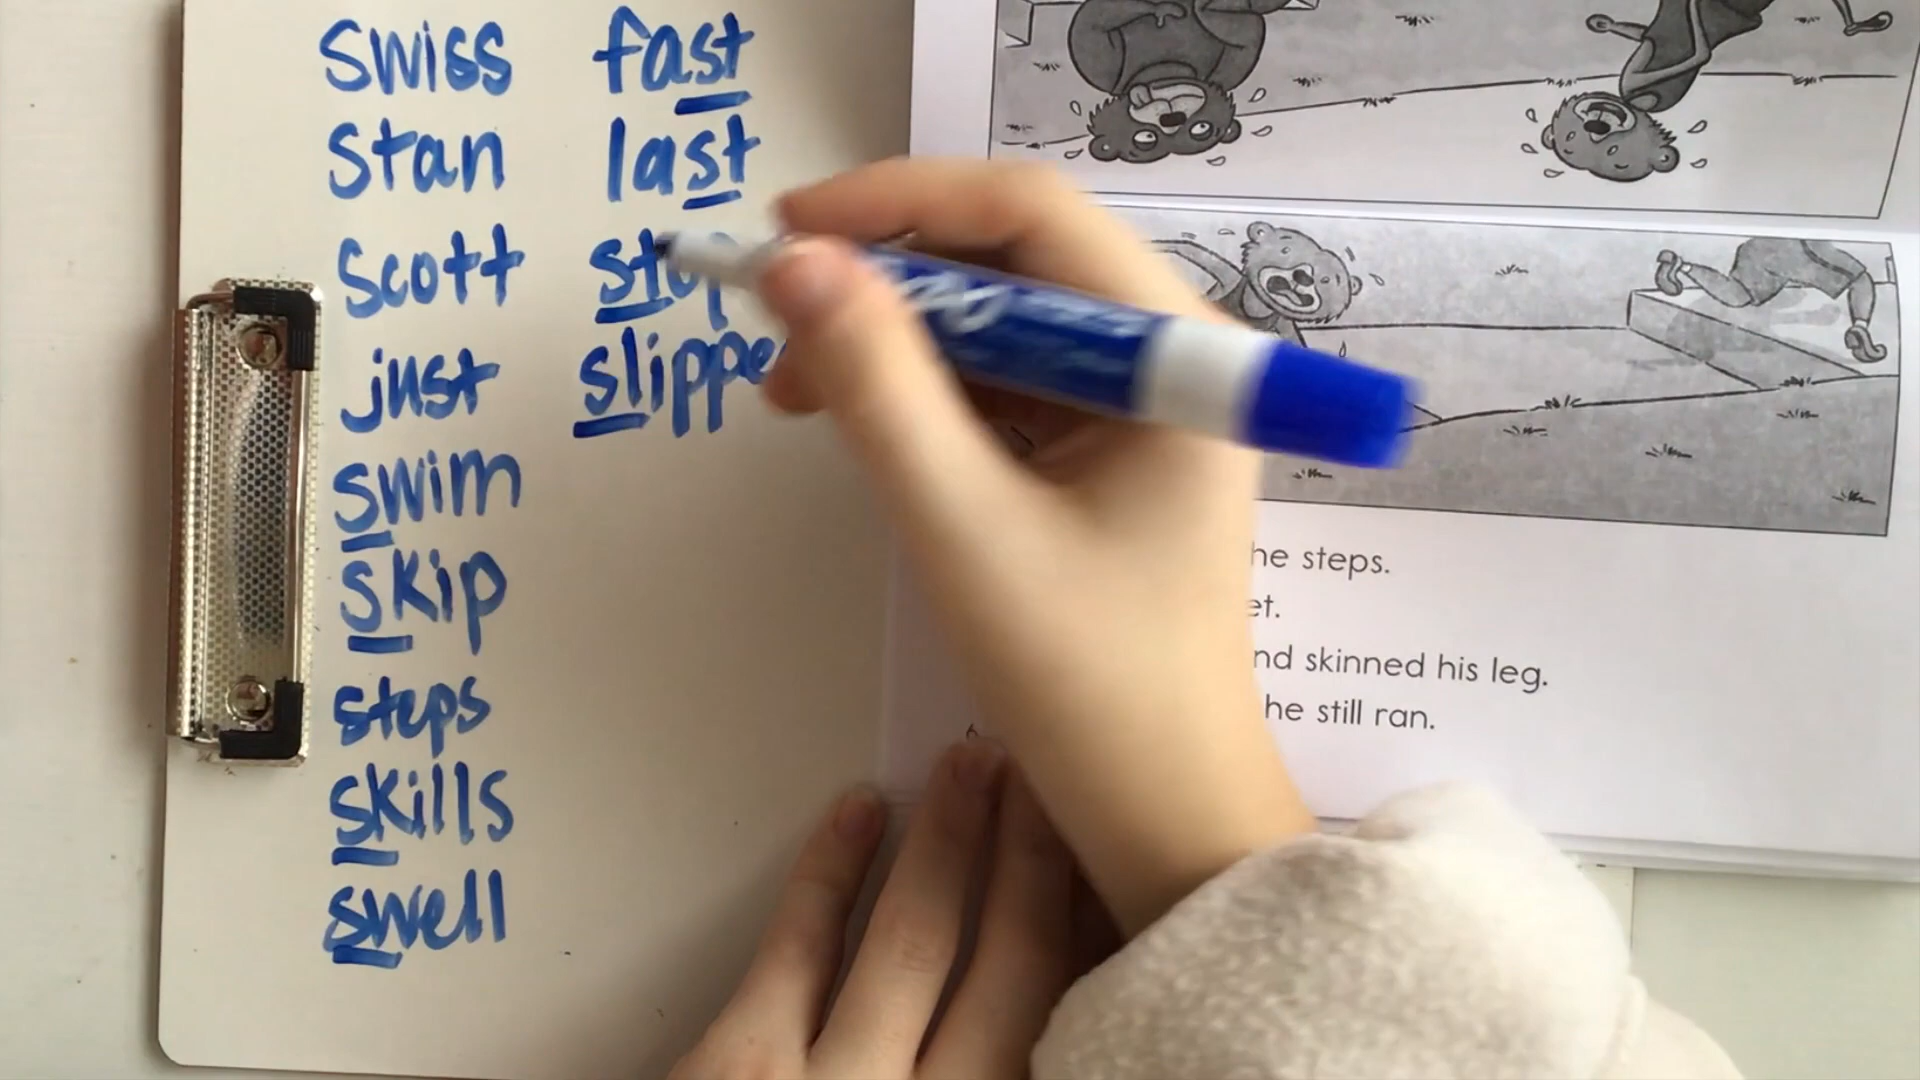 swiss
stan
scott
just
swim
skip
steps
skills
swell
fast
last
he steps.
et.
nd skinned his leg.
he still ran.